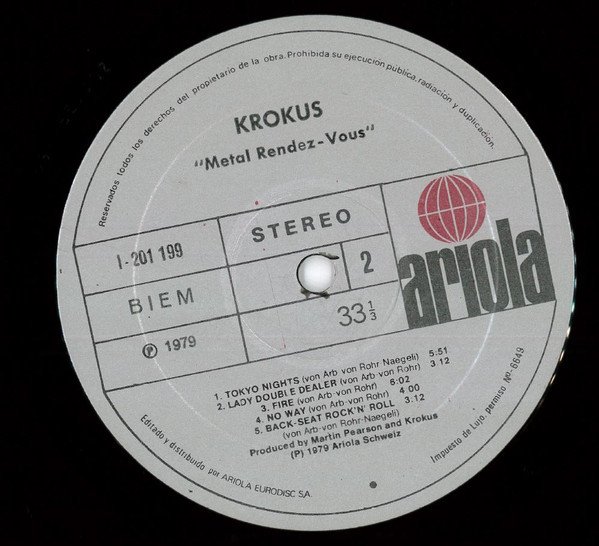 Reservados todos los derechos del propietario de la obra. Prohibida su ejecución pública, radiación y duplicación.
KROKUS
"Metal Rendez-Vous"
STEREO
I-201 199
BIEM
2
ariola
℗ 1979
33 1/3
1. TOKYO NIGHTS (von Arb-von Rohr-Naegeli) 5:51
2. LADY DOUBLE DEALER (von Arb-von Rohr) 3:12
3. FIRE (von Arb-von Rohr) 6:02
4. NO WAY (von Arb-von Rohr) 4:00
5. BACK-SEAT ROCK'N' ROLL 3:12
(von Arb-von Rohr-Naegeli)
Produced by Martin Pearson and Krokus
(P) 1979 Ariola Schweiz
Editado y distribuido por ARIOLA EURODISC S.A.
Impuesto de Lujo, permiso Nº 6649